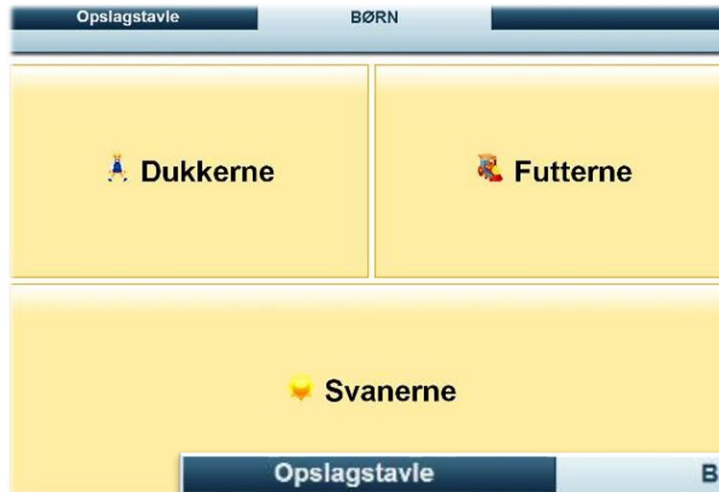 Opslagstavle BØRN
Dukkerne Futterne
Svanerne
Opslagstavle B